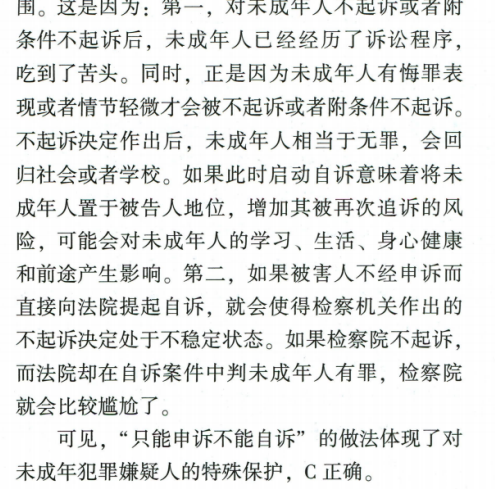 围。这是因为：第一，对未成年人不起诉或者附
条件不起诉后，未成年人已经经历了诉讼程序，
吃到了苦头。同时，正是因为未成年人有悔罪表
现或者情节轻微才会被不起诉或者附条件不起诉。
不起诉决定作出后，未成年人相当于无罪，会回
归社会或者学校。如果此时启动自诉意味着将未
成年人置于被告人地位，增加其被再次追诉的风
险，可能会对未成年人的学习、生活、身心健康
和前途产生影响。第二，如果被害人不经申诉而
直接向法院提起自诉，就会使得检察机关作出的
不起诉决定处于不稳定状态。如果检察院不起诉，
而法院却在自诉案件中判未成年人有罪，检察院
就会比较尴尬了。
可见，“只能申诉不能自诉”的做法体现了对
未成年犯罪嫌疑人的特殊保护，C 正确。